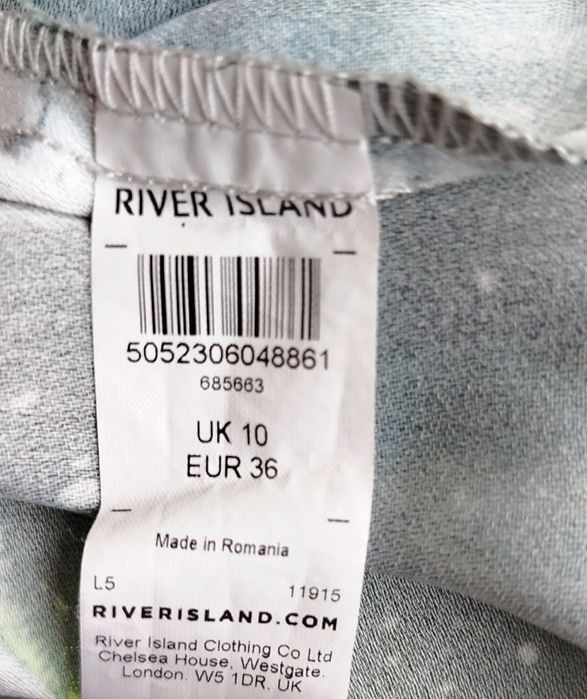 RIVER ISLAND
5052306048861
685663
UK 10
EUR 36
Made in Romania
L5 11915
RIVERISLAND.COM
River Island Clothing Co Ltd
Chelsea House, Westgate.
London. W5 1DR. UK